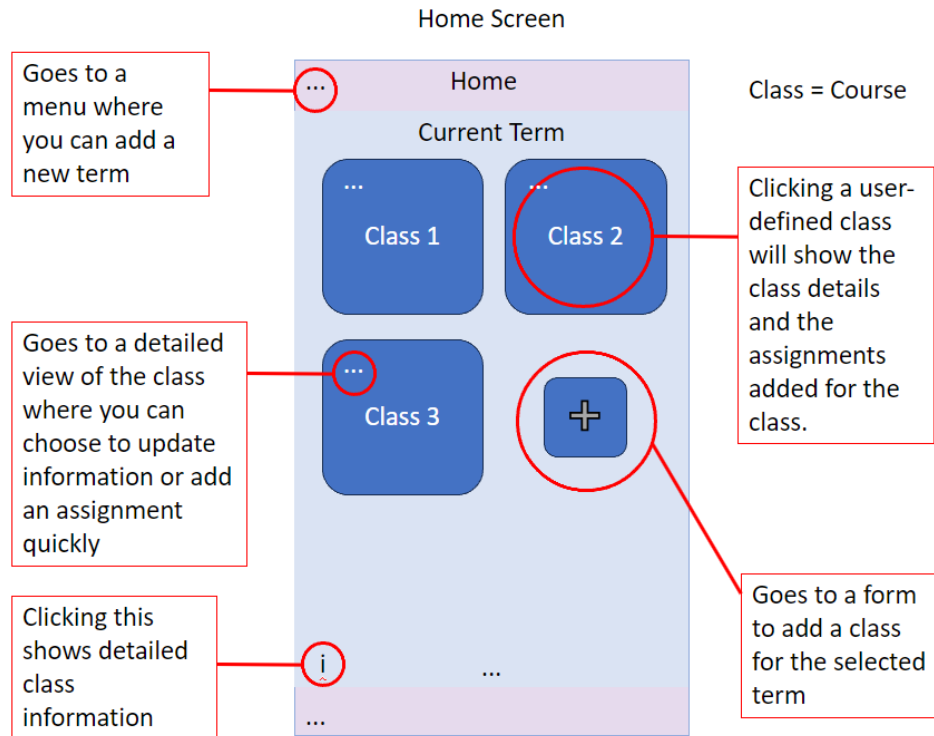 Home Screen
Goes to a
menu where
you can add a
new term
...
Home
Class = Course
Current Term
...
Class 1
...
Class 2
Clicking a user-
defined class
will show the
class details
and the
assignments
added for the
class.
Goes to a detailed
view of the class
where you can
choose to update
information or add
an assignment
quickly
...
Class 3
+
Goes to a form
to add a class
for the selected
term
Clicking this
shows detailed
class
information
i
...
...